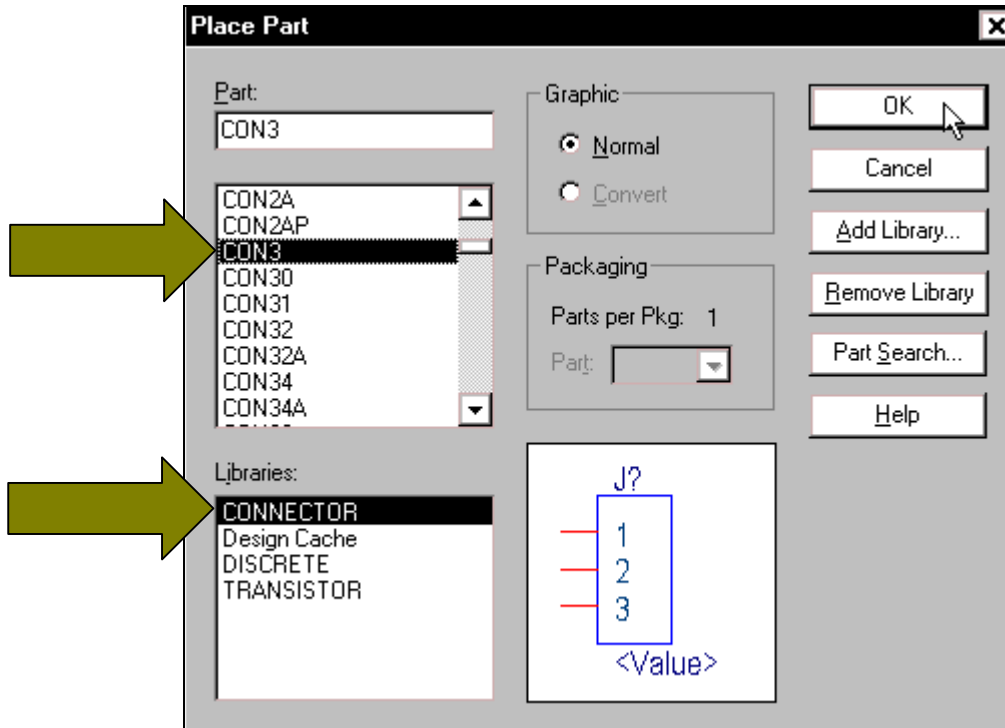 Place Part
Part:
CON3
CON2A
CON2AP
CON3
CON30
CON31
CON32
CON32A
CON34
CON34A
Libraries:
CONNECTOR
Design Cache
DISCRETE
TRANSISTOR
Graphic
Normal
Convert
Packaging
Parts per Pkg: 1
Part:
J?
1
2
3
<Value>
OK
Cancel
Add Library...
Remove Library
Part Search...
Help